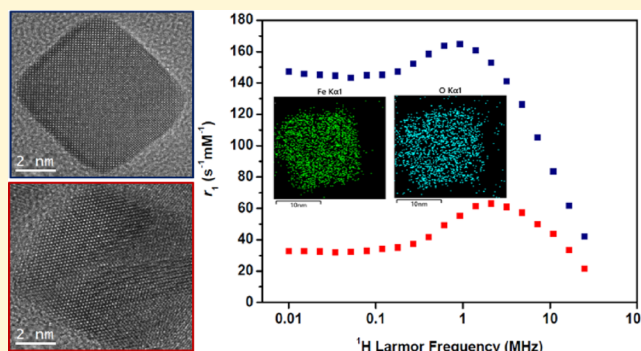 2 nm
2 nm
r₁ (s⁻¹mM⁻¹)
180
160
140
120
100
80
60
40
20
0
Fe Kα1
O Kα1
10nm
10nm
0.01
0.1
1
10
10
¹H Larmor Frequency (MHz)